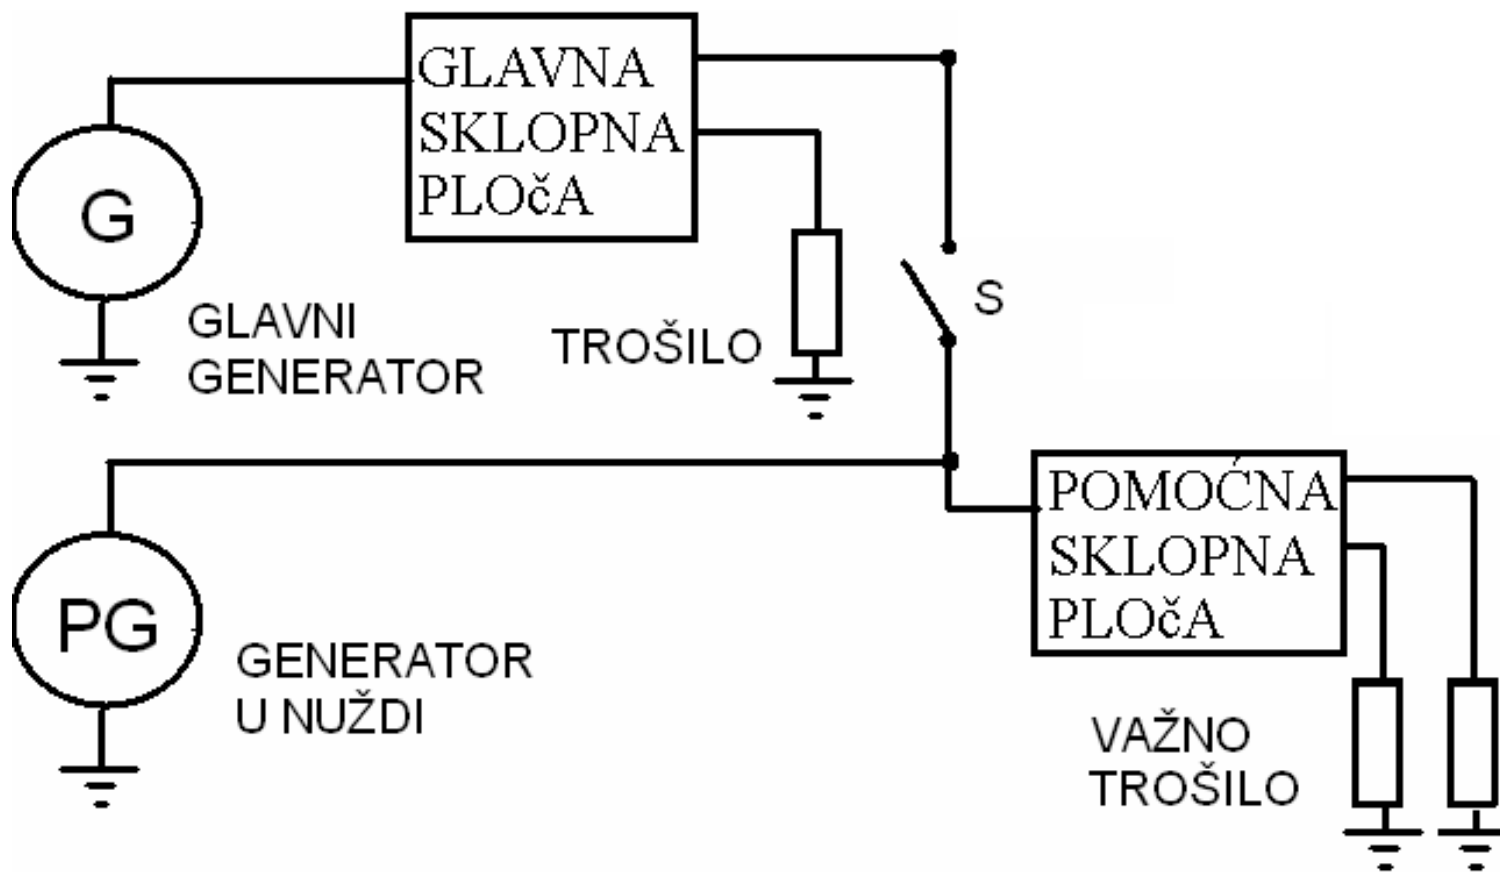 GLAVNA
SKLOPNA
PLOčA
G
GLAVNI
GENERATOR
TROŠILO
S
PG
GENERATOR
U NUŽDI
POMOĆNA
SKLOPNA
PLOčA
VAŽNO
TROŠILO